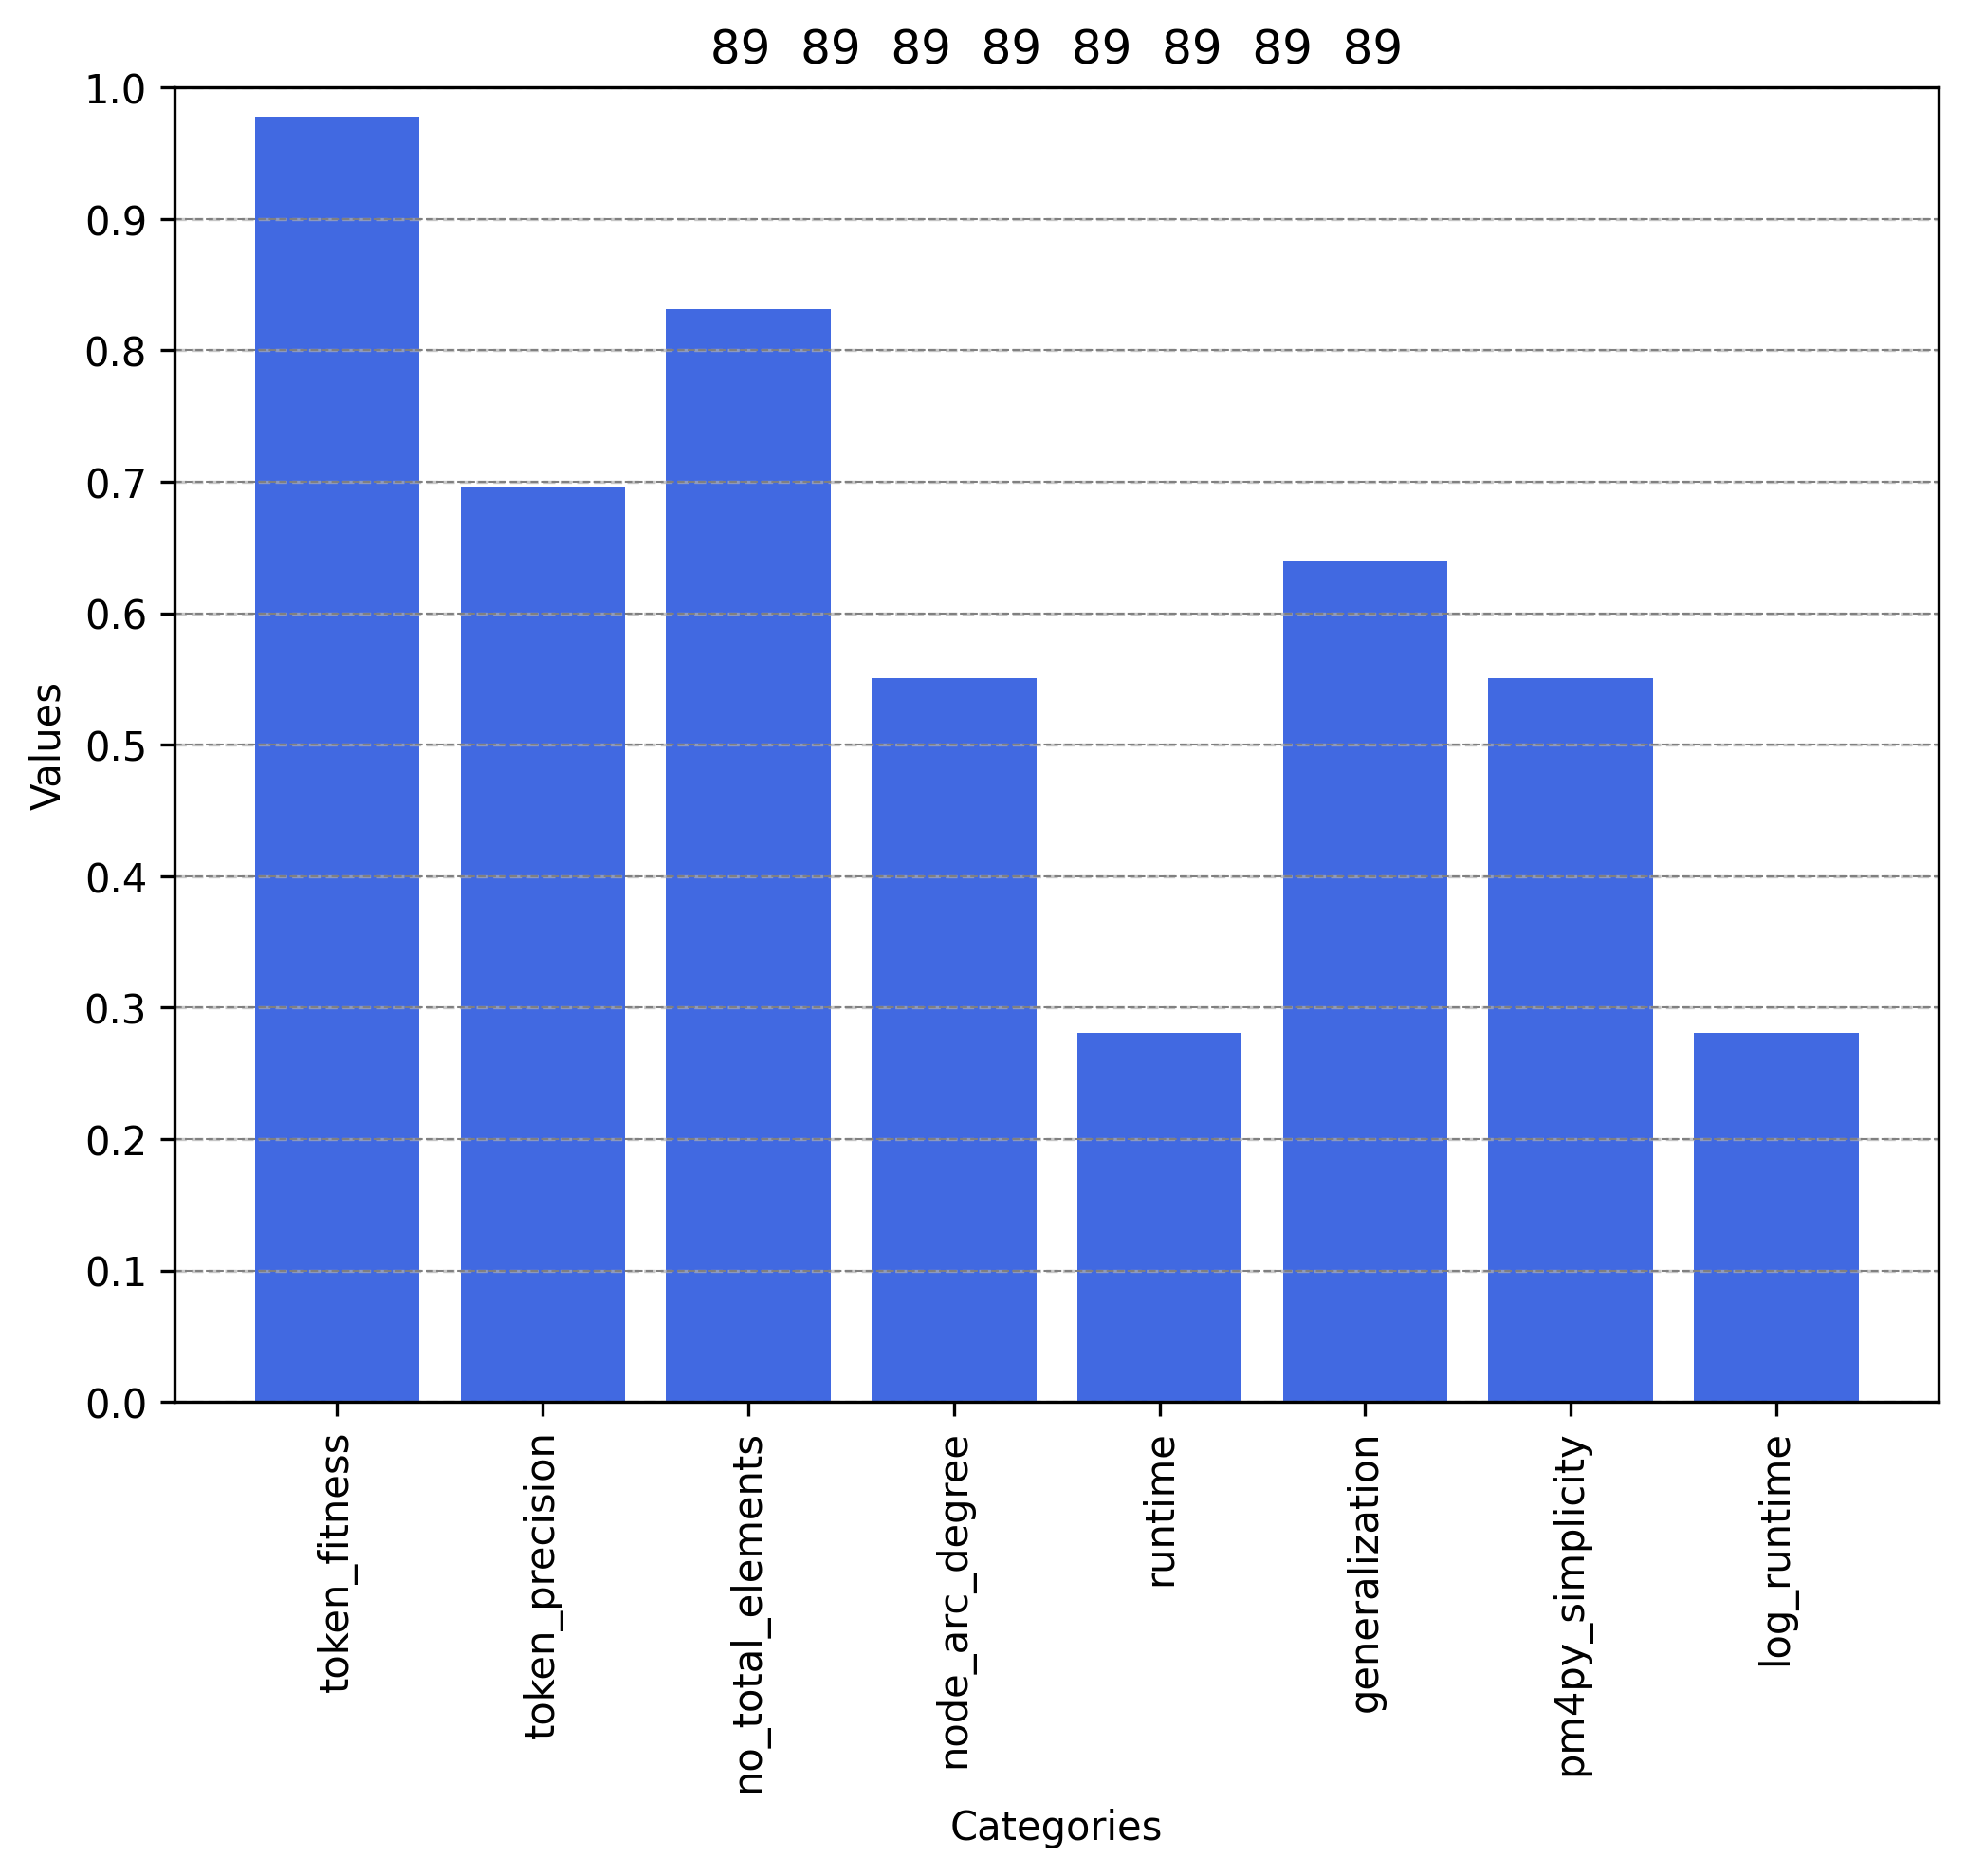 89 89 89 89 89 89 89 89
1.0
0.9
0.8
0.7
0.6
0.5
0.4
0.3
0.2
0.1
0.0
Values
token_fitness
token_precision
no_total_elements
node_arc_degree
runtime
generalization
pm4py_simplicity
log_runtime
Categories